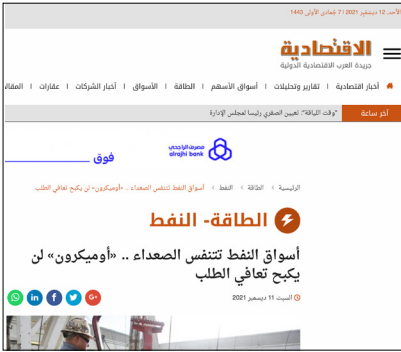 الأحد, 12 ديسمبر 2021 | 7 جُمادى الأولى 1443
الاقتصادية
جريدة العرب الاقتصادية الدولية
أخبار اقتصادية | تقارير وتحليلات | أسواق الأسهم | الطاقة | الأسواق | أخبار الشركات | عقارات | المقالا
آخر ساعة
"وقت اللياقة": تعيين الصقري رئيسا لمجلس الإدارة
مصرف الراجحي
alrajhi bank
فوق
الرئيسية > الطاقة > النفط > أسواق النفط تتنفس الصعداء .. «أوميكرون» لن يكبح تعافي الطلب
الطاقة- النفط
أسواق النفط تتنفس الصعداء .. «أوميكرون» لن
يكبح تعافي الطلب
السبت 11 ديسمبر 2021